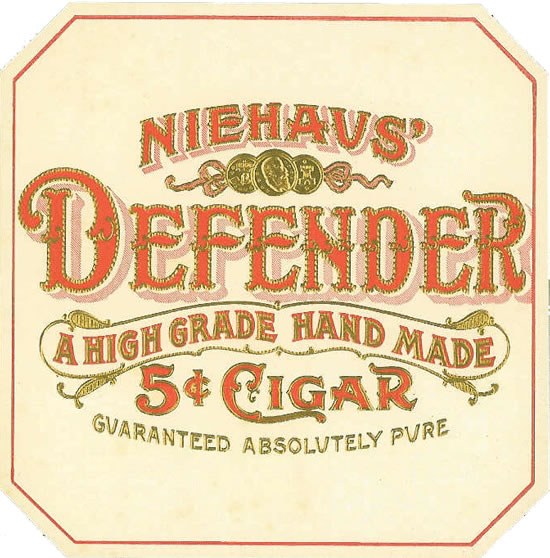 NIEHAUS'
DEFENDER
A HIGH GRADE HAND MADE
5¢ CIGAR
GUARANTEED ABSOLUTELY PURE